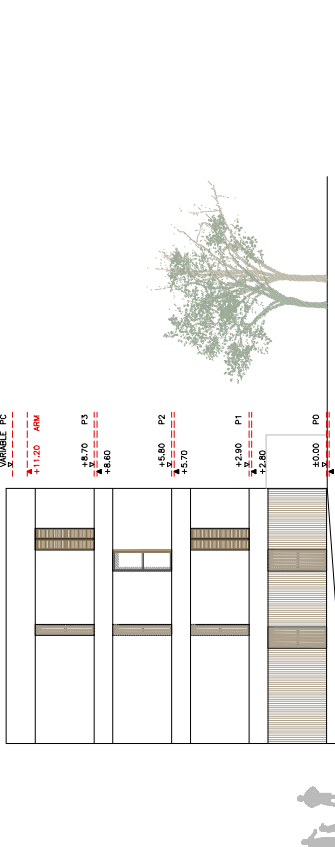 VARIABLE PC
+11.20 ARM
+8.70 P3
+8.60
+5.80 P2
+5.70
+2.90 P1
+2.80
±0.00 P0